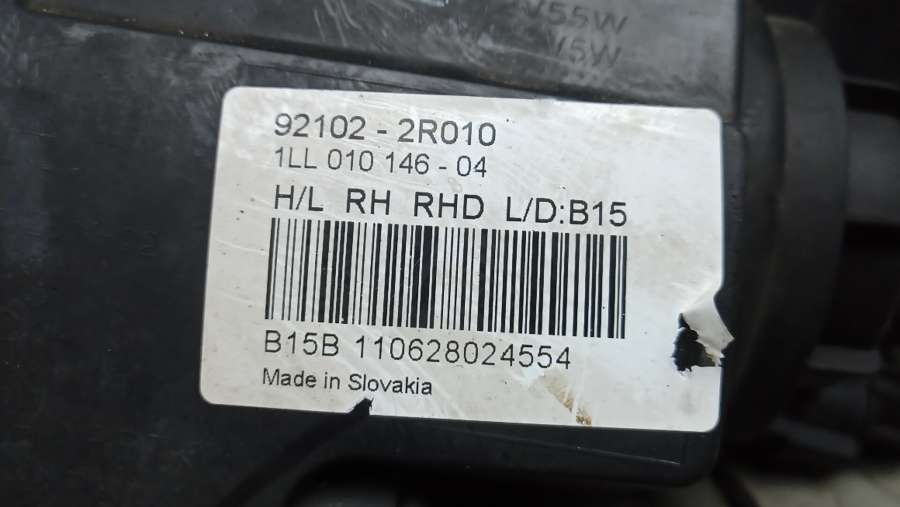 92102 - 2R010
1LL 010 146 - 04
H/L RH RHD L/D:B15
B15B 110628024554
Made in Slovakia